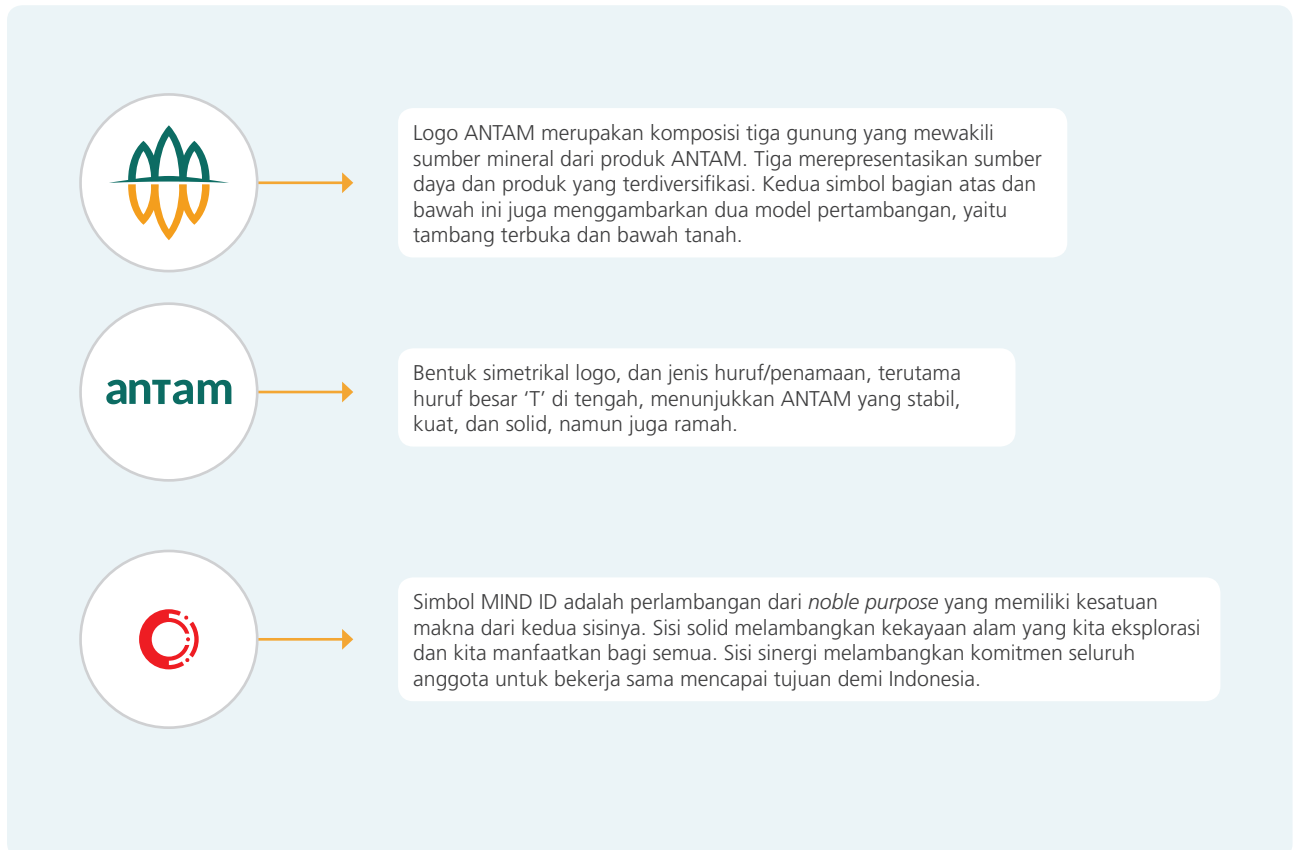 Logo ANTAM merupakan komposisi tiga gunung yang mewakili
sumber mineral dari produk ANTAM. Tiga merepresentasikan sumber
daya dan produk yang terdiversifikasi. Kedua simbol bagian atas dan
bawah ini juga menggambarkan dua model pertambangan, yaitu
tambang terbuka dan bawah tanah.
anTam
Bentuk simetrikal logo, dan jenis huruf/penamaan, terutama
huruf besar ‘T’ di tengah, menunjukkan ANTAM yang stabil,
kuat, dan solid, namun juga ramah.
Simbol MIND ID adalah perlambangan dari noble purpose yang memiliki kesatuan
makna dari kedua sisinya. Sisi solid melambangkan kekayaan alam yang kita eksplorasi
dan kita manfaatkan bagi semua. Sisi sinergi melambangkan komitmen seluruh
anggota untuk bekerja sama mencapai tujuan demi Indonesia.